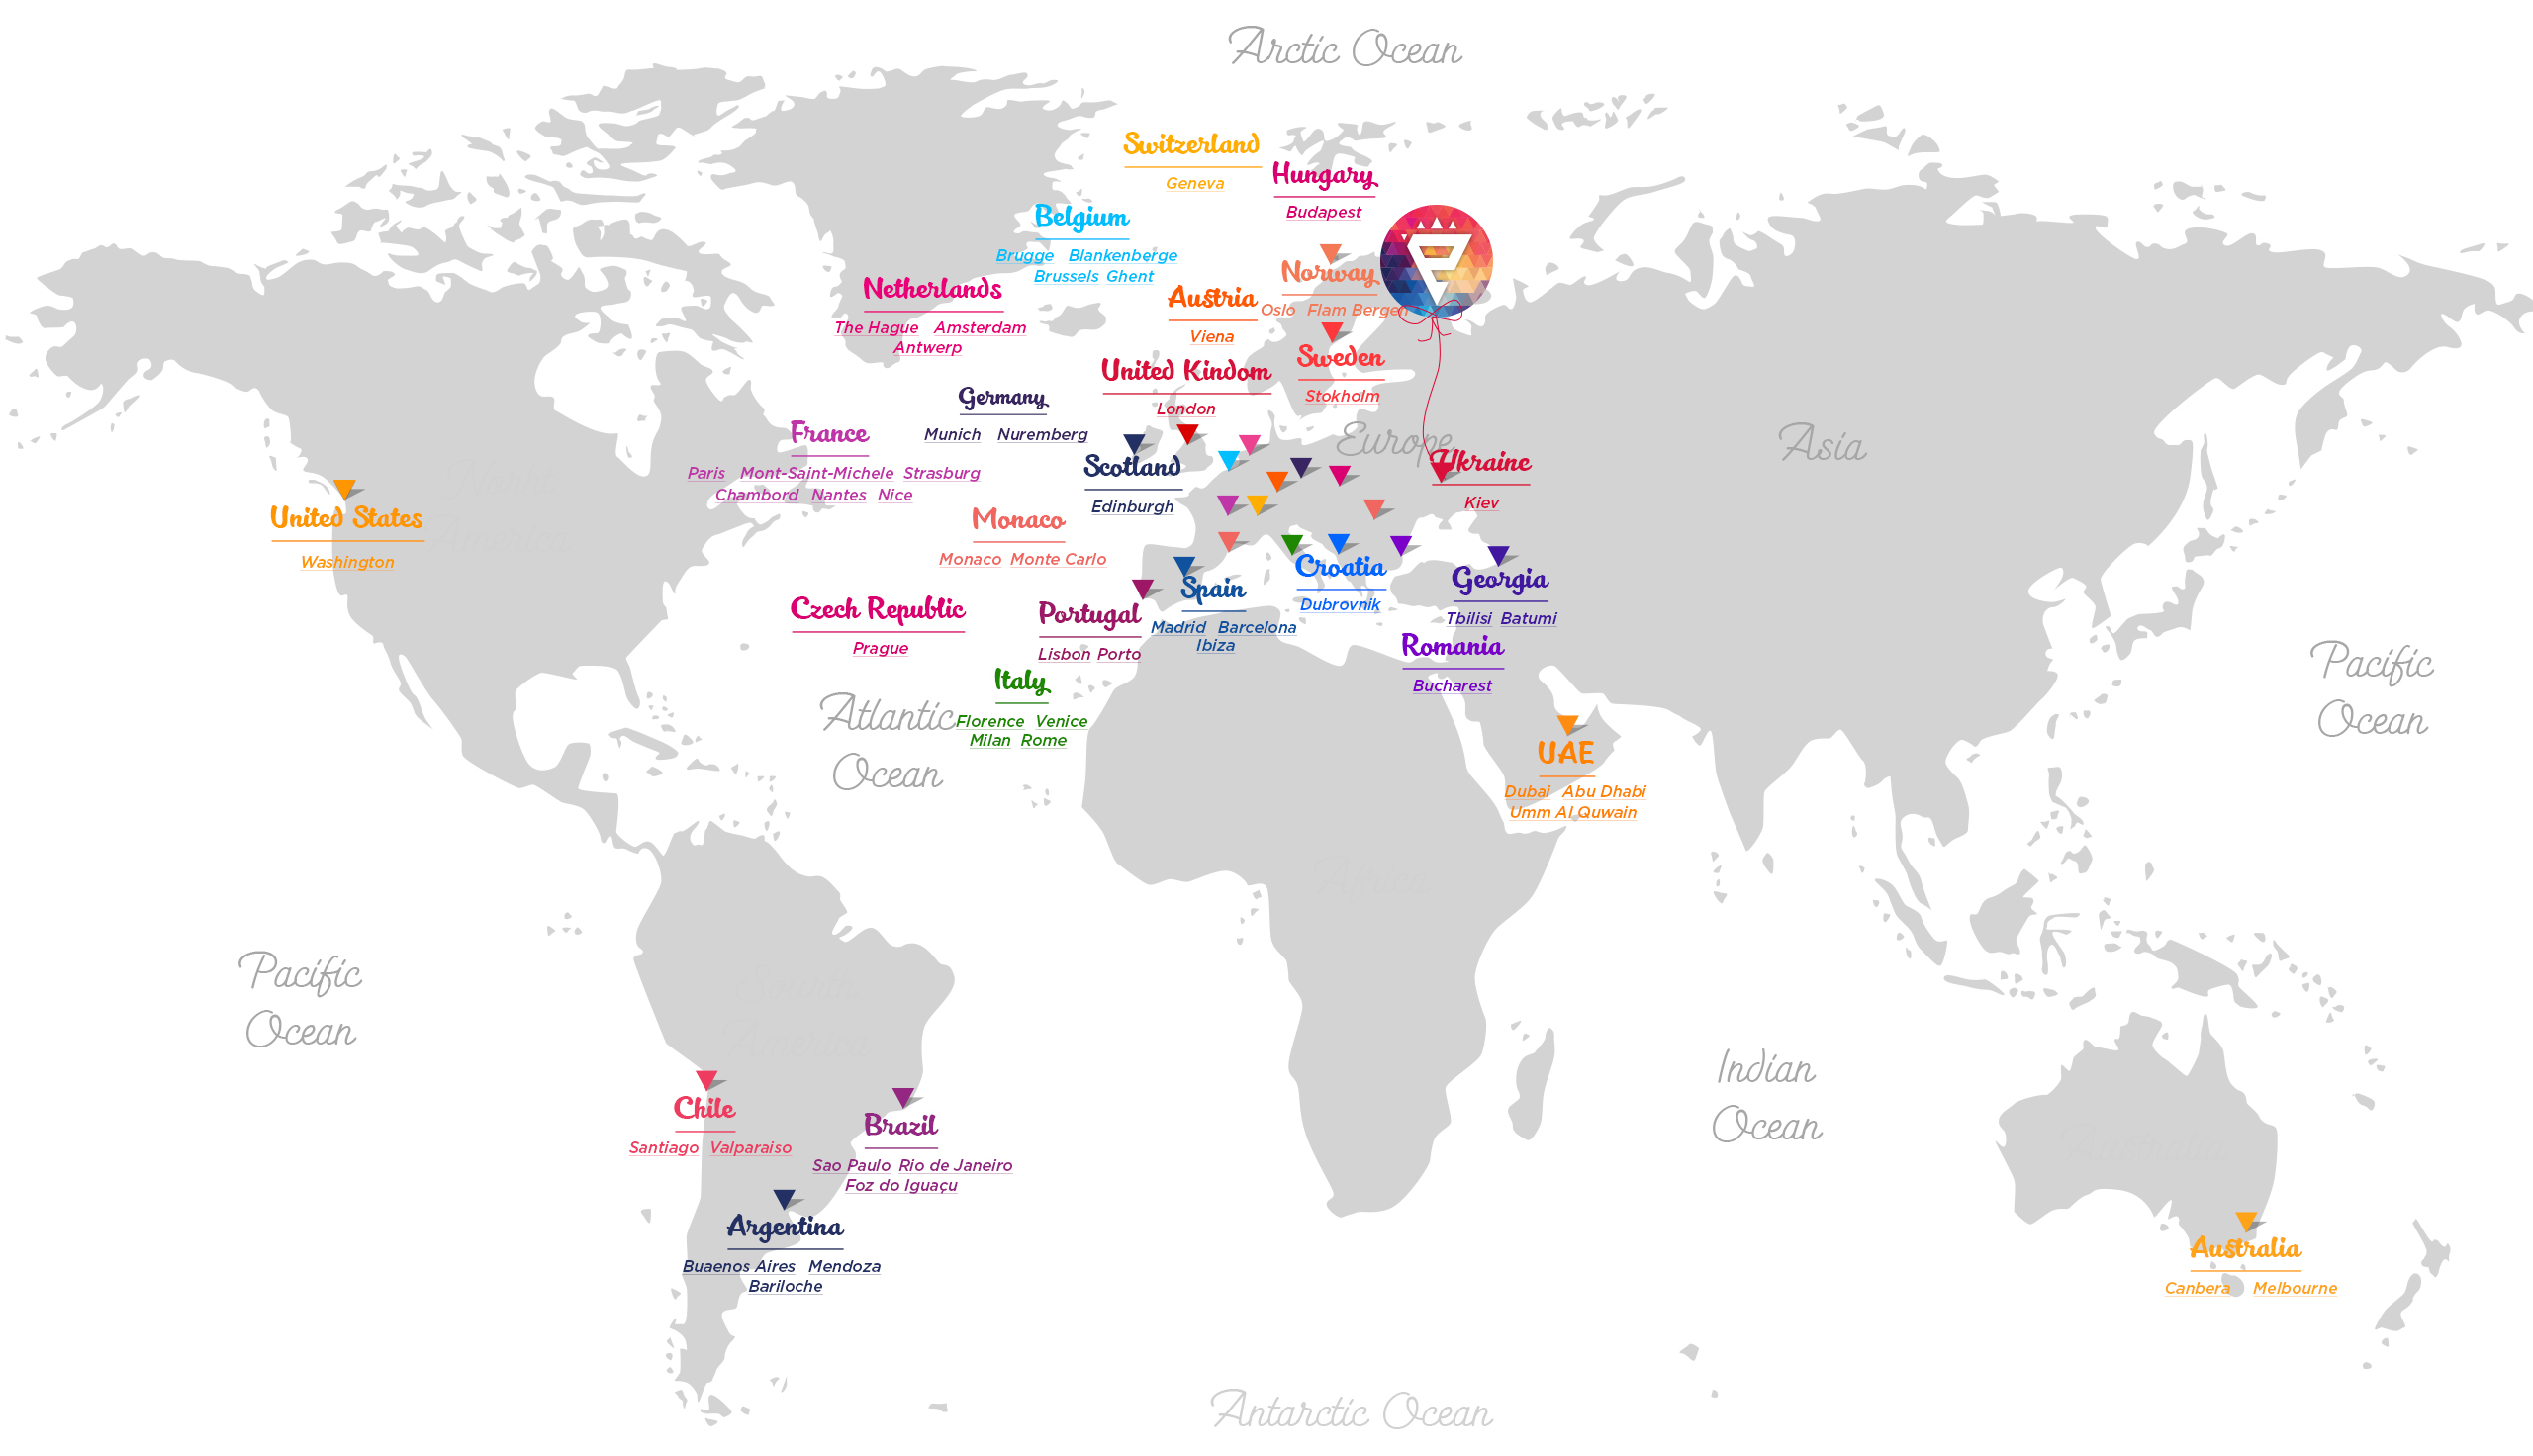 Arctic Ocean
Switzerland
Geneva
Hungary
Budapest
Belgium
Brugge Blankenberge
Brussels Ghent
Norway
Oslo Flam Bergen
Netherlands
The Hague Amsterdam
Antwerp
Austria
Viena
Sweden
Stokholm
United Kindom
London
Germany
Munich Nuremberg
France
Paris Mont-Saint-Michele Strasburg
Chambord Nantes Nice
Scotland
Edinburgh
Europe
Asia
Ukraine
Kiev
North
America
United States
Washington
Monaco
Monaco Monte Carlo
Spain
Madrid Barcelona
Ibiza
Croatia
Dubrovnik
Georgia
Tbilisi Batumi
Czech Republic
Prague
Portugal
Lisbon Porto
Romania
Bucharest
Italy
Florence Venice
Milan Rome
Atlantic
Ocean
Pacific
Ocean
UAE
Dubai Abu Dhabi
Umm Al Quwain
Africa
Pacific
Ocean
South
America
Indian
Ocean
Chile
Santiago Valparaiso
Brazil
Sao Paulo Rio de Janeiro
Foz do Iguaçu
Australia
Argentina
Buaenos Aires Mendoza
Bariloche
Australia
Canbera Melbourne
Antarctic Ocean